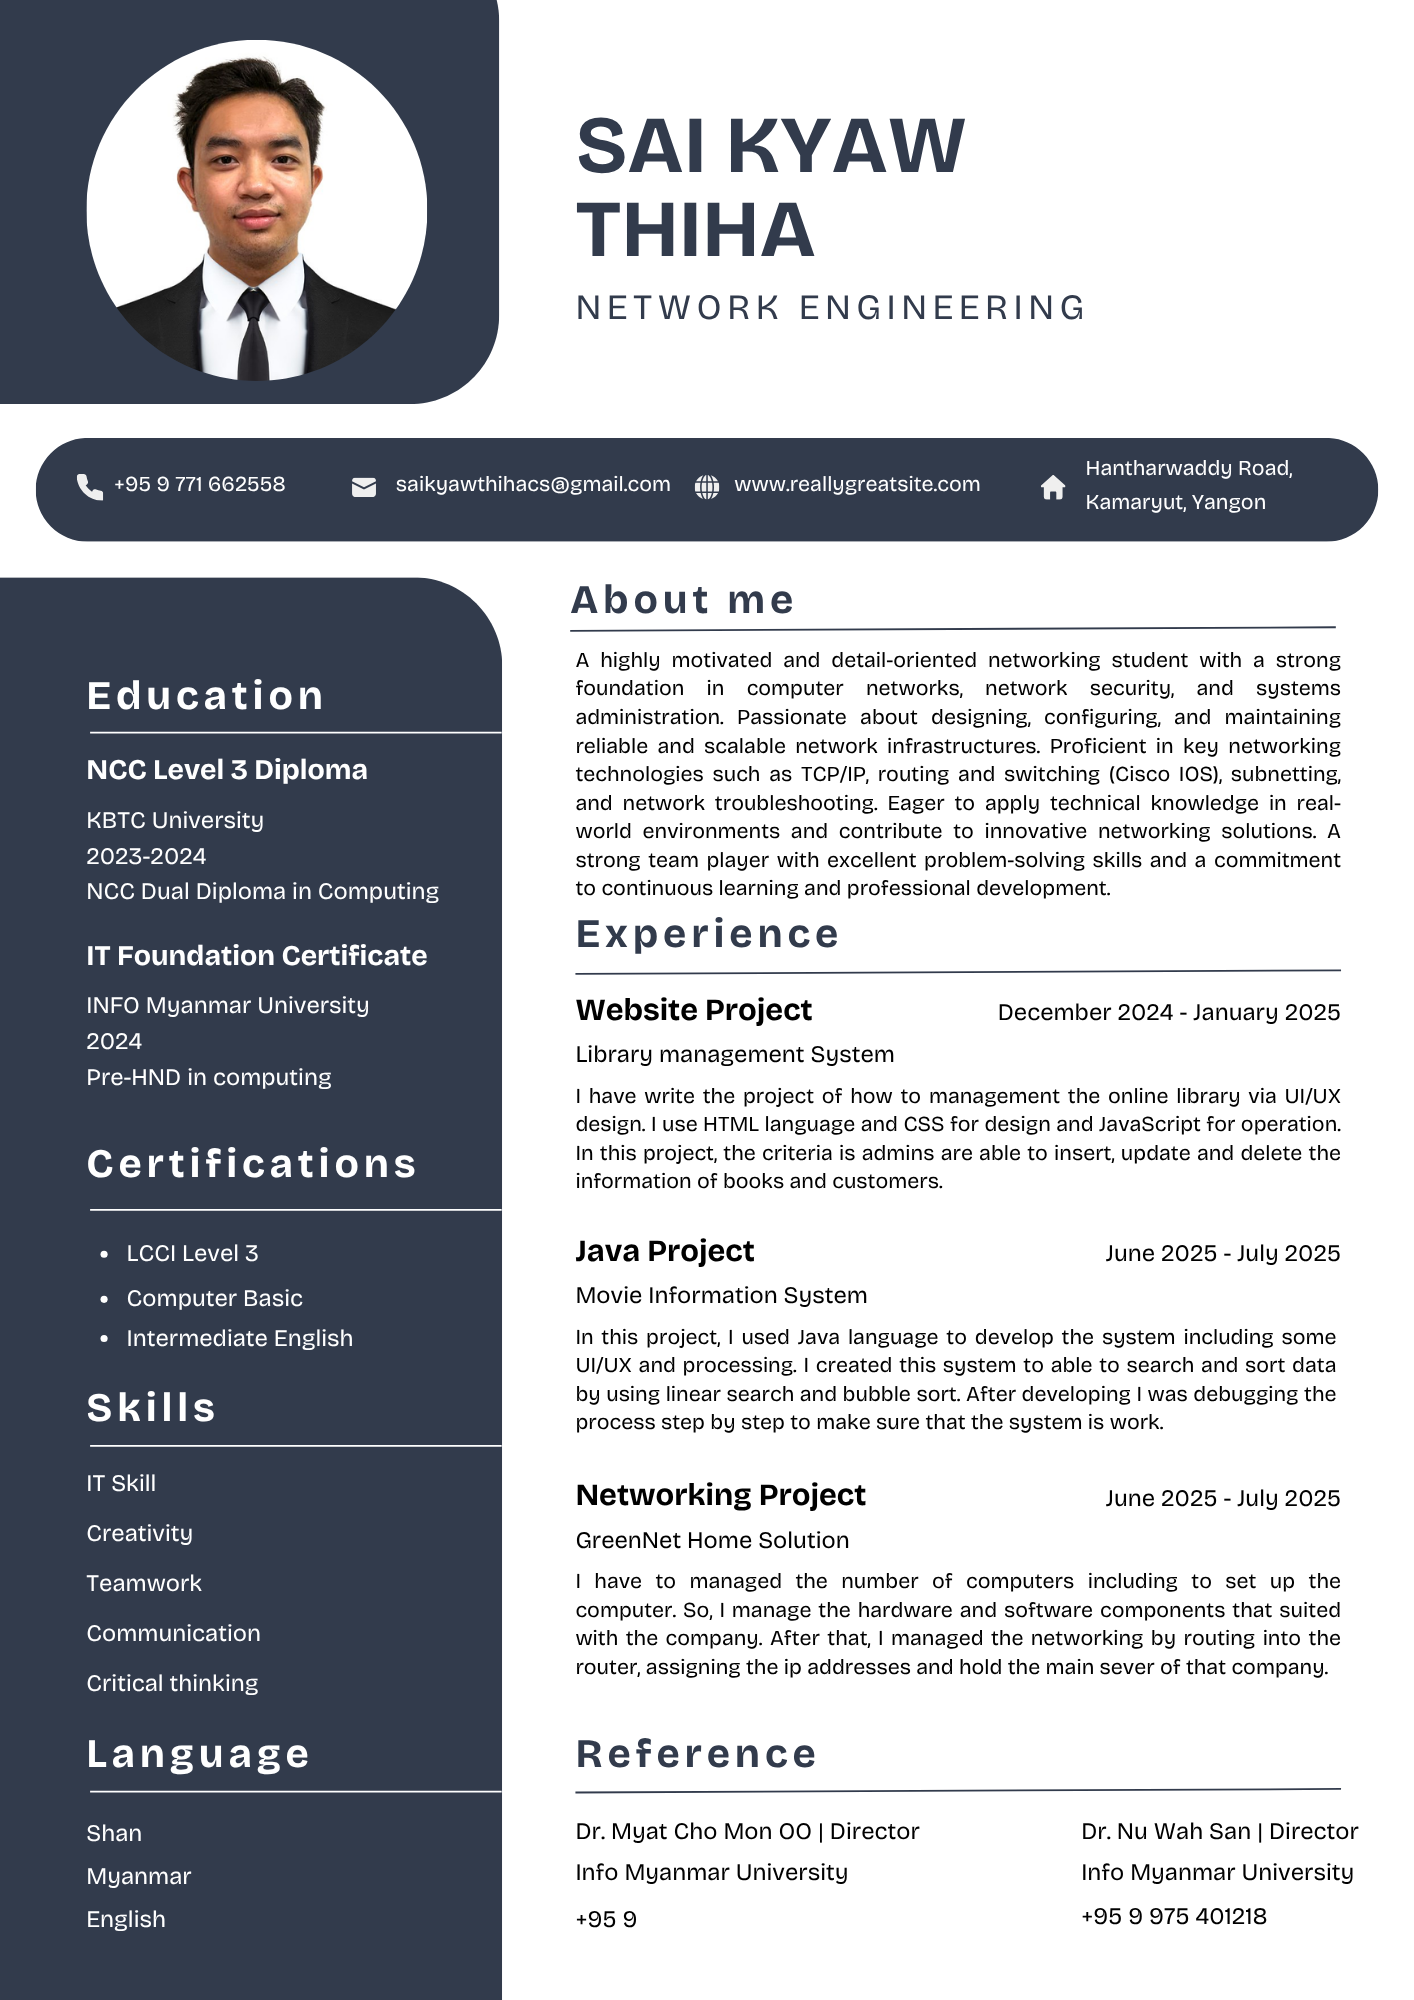 SAI KYAW
THIHA
NETWORK ENGINEERING
+95 9 771 662558
saikyawthihacs@gmail.com
www.reallygreatsite.com
Hantharwaddy Road,
Kamaryut, Yangon
Education
NCC Level 3 Diploma
KBTC University
2023-2024
NCC Dual Diploma in Computing
IT Foundation Certificate
INFO Myanmar University
2024
Pre-HND in computing
Certifications
• LCCI Level 3
• Computer Basic
• Intermediate English
Skills
IT Skill
Creativity
Teamwork
Communication
Critical thinking
Language
Shan
Myanmar
English
About me
A highly motivated and detail-oriented networking student with a strong
foundation in computer networks, network security, and systems
administration. Passionate about designing, configuring, and maintaining
reliable and scalable network infrastructures. Proficient in key networking
technologies such as TCP/IP, routing and switching (Cisco IOS), subnetting,
and network troubleshooting. Eager to apply technical knowledge in real-
world environments and contribute to innovative networking solutions. A
strong team player with excellent problem-solving skills and a commitment
to continuous learning and professional development.
Experience
Website Project December 2024 - January 2025
Library management System
I have write the project of how to management the online library via UI/UX
design. I use HTML language and CSS for design and JavaScript for operation.
In this project, the criteria is admins are able to insert, update and delete the
information of books and customers.
Java Project June 2025 - July 2025
Movie Information System
In this project, I used Java language to develop the system including some
UI/UX and processing. I created this system to able to search and sort data
by using linear search and bubble sort. After developing I was debugging the
process step by step to make sure that the system is work.
Networking Project June 2025 - July 2025
GreenNet Home Solution
I have to managed the number of computers including to set up the
computer. So, I manage the hardware and software components that suited
with the company. After that, I managed the networking by routing into the
router, assigning the ip addresses and hold the main sever of that company.
Reference
Dr. Myat Cho Mon OO | Director
Info Myanmar University
+95 9
Dr. Nu Wah San | Director
Info Myanmar University
+95 9 975 401218